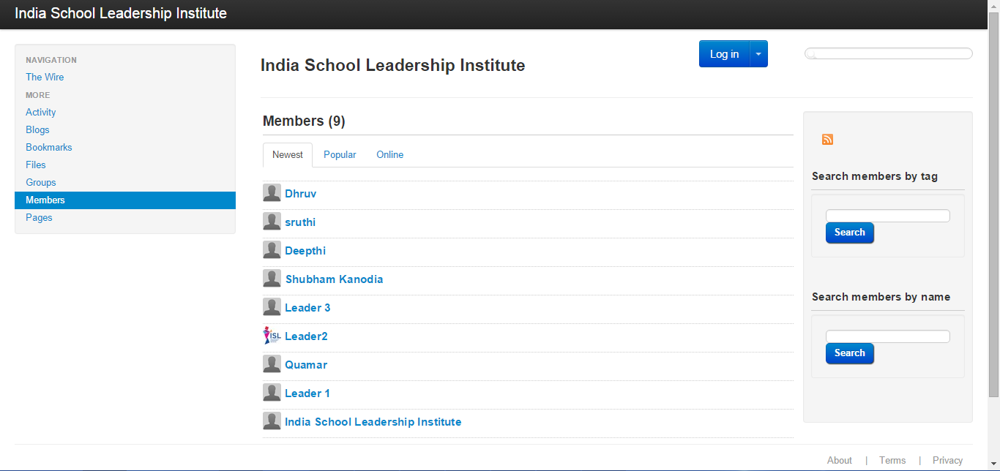 India School Leadership Institute
NAVIGATION
The Wire
MORE
Activity
Blogs
Bookmarks
Files
Groups
Members
Pages
India School Leadership Institute
Log in
Members (9)
Newest Popular Online
Dhruv
sruthi
Deepthi
Shubham Kanodia
Leader 3
ISL
Leader2
Quamar
Leader 1
India School Leadership Institute
Search members by tag
Search
Search members by name
Search
About | Terms | Privacy